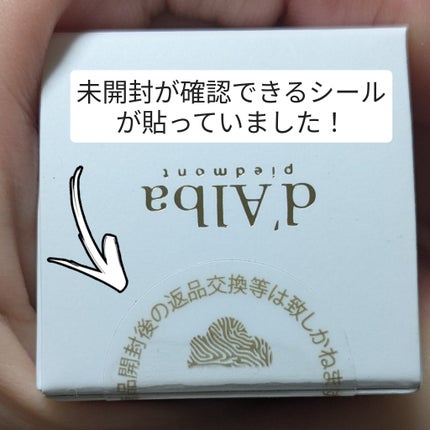 未開封が確認できるシール
が貼っていました！
d'Alba
piedmont
品開封後の返品交換等は致しかねま